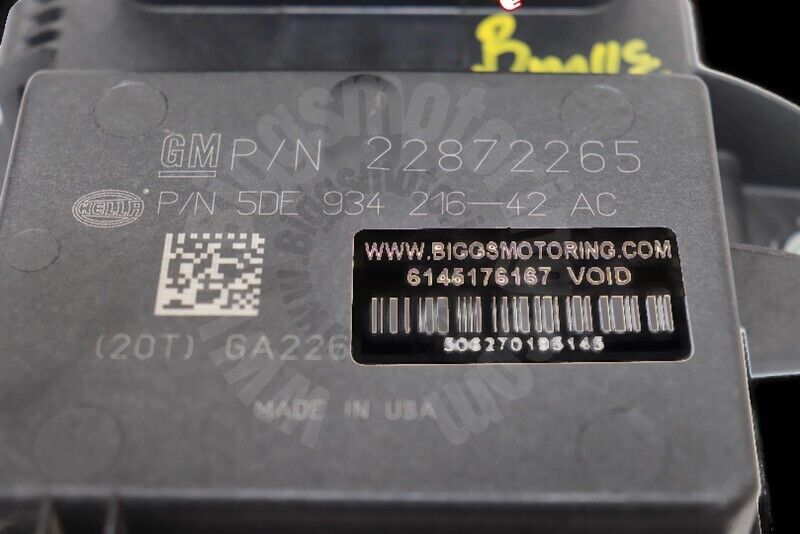 GM P/N 22872265
HELLA P/N 5DE 934 216-42 AC
WWW.BIGGSMOTORING.COM
6145176167 VOID
506270195145
(20T) GA226
MADE IN USA